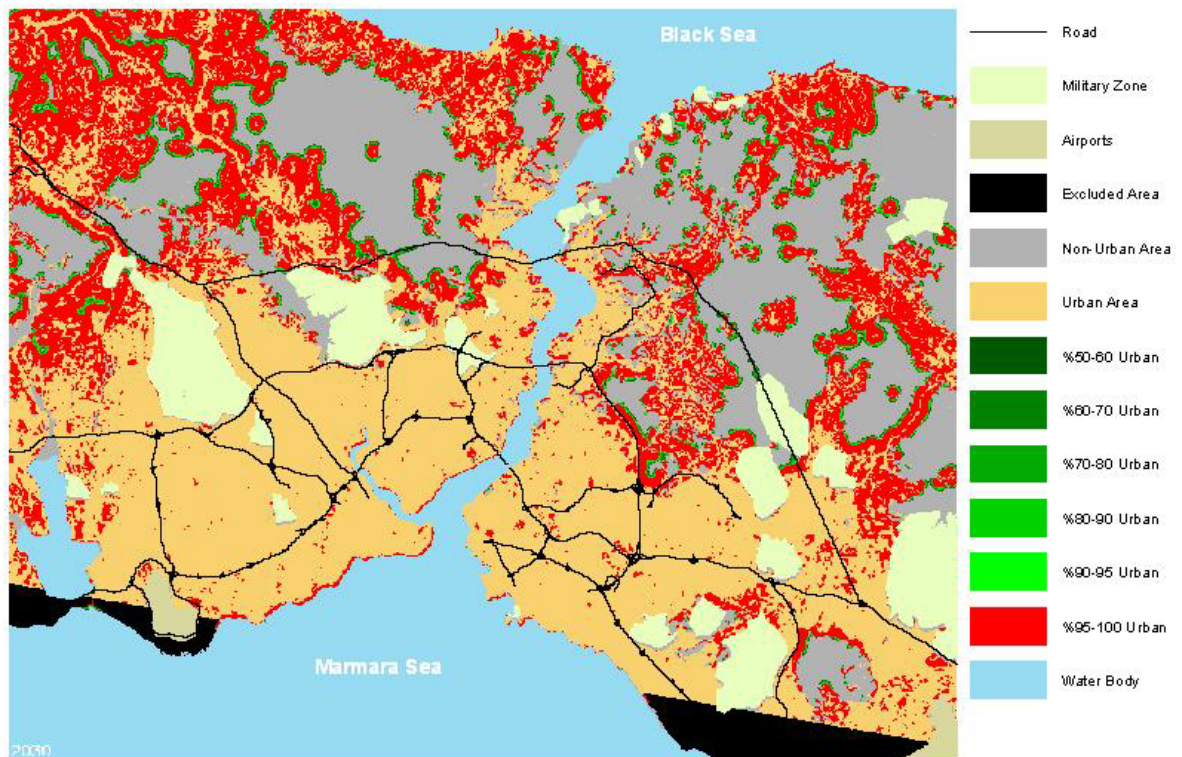 Black Sea
Marmara Sea
2030
Road
Military Zone
Airports
Excluded Area
Non-Urban Area
Urban Area
%50-60 Urban
%60-70 Urban
%70-80 Urban
%80-90 Urban
%90-95 Urban
%95-100 Urban
Water Body